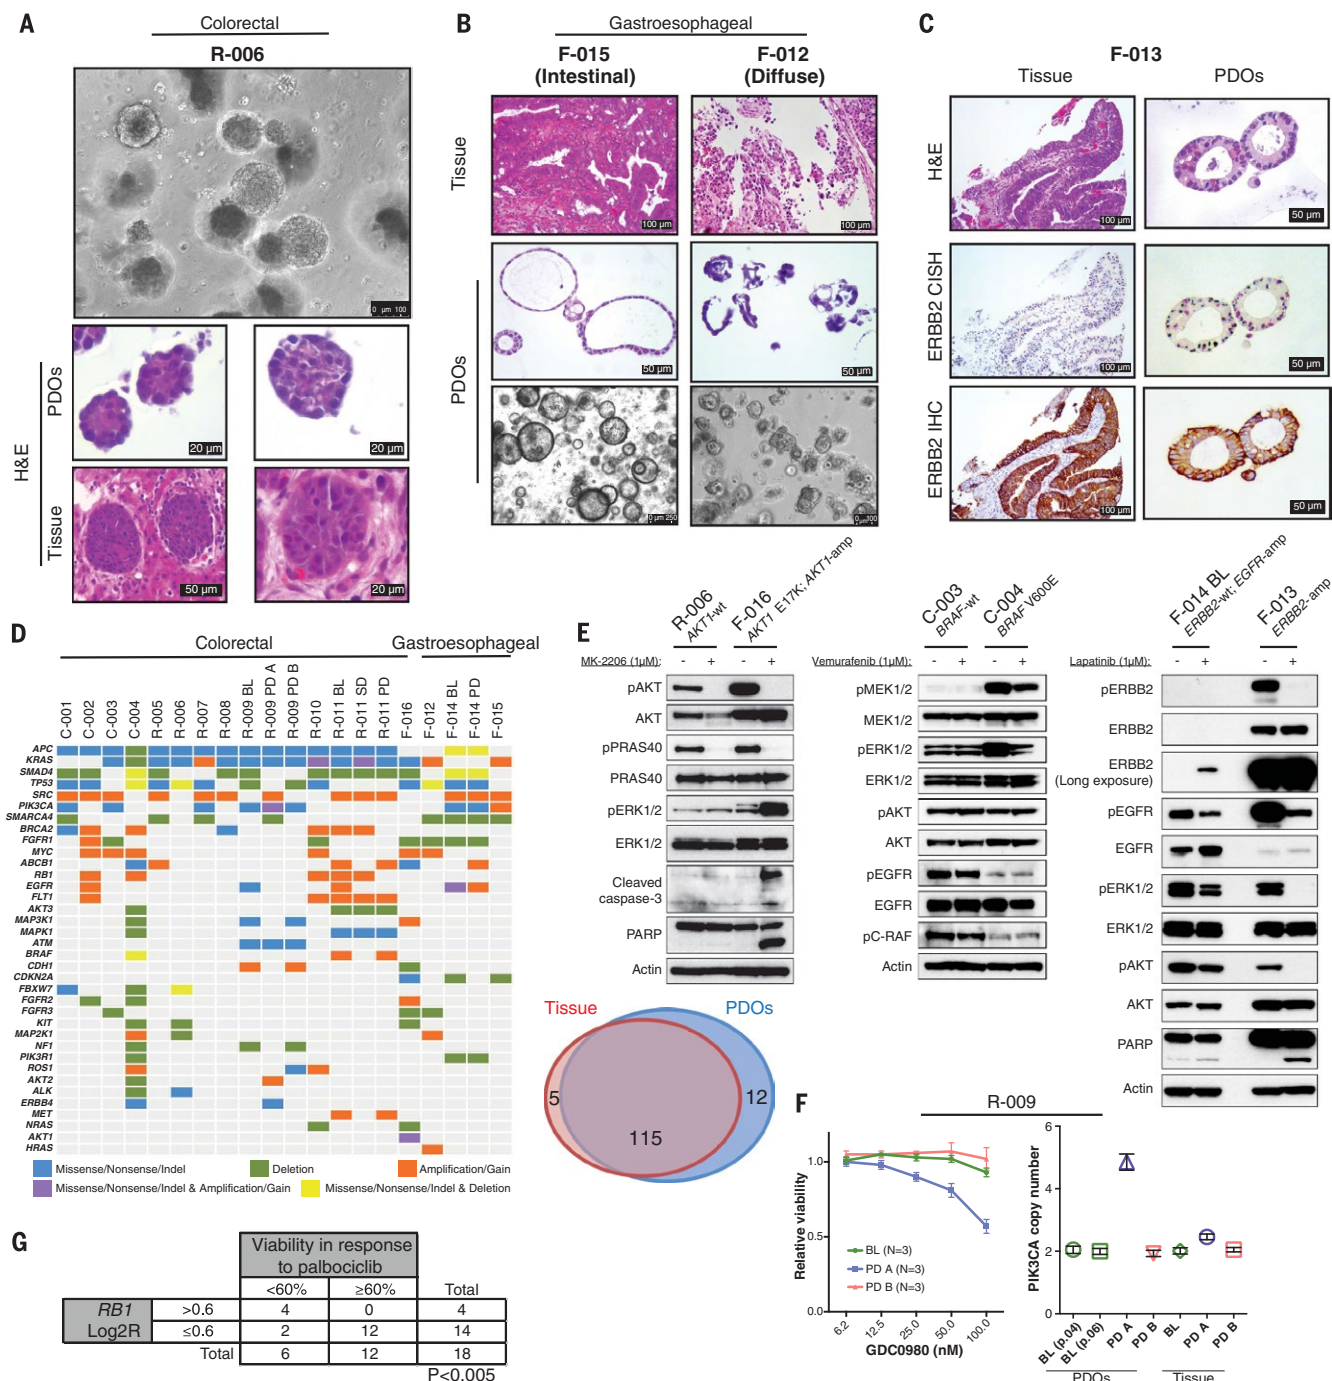 A
Colorectal
R-006
0 µm 100
H&E
PDOs
20 µm
20 µm
Tissue
50 µm
20 µm
B
Gastroesophageal
F-015
(Intestinal)
F-012
(Diffuse)
Tissue
100 µm
100 µm
PDOs
50 µm
50 µm
0 µm 250
0 µm 100
C
F-013
Tissue
PDOs
H&E
100 µm
50 µm
ERBB2 CISH
100 µm
50 µm
ERBB2 IHC
100 µm
50 µm
D
Colorectal
Gastroesophageal
C-001
C-002
C-003
C-004
R-005
R-006
R-007
R-008
R-009 BL
R-009 PD A
R-009 PD B
R-010
R-011 BL
R-011 SD
R-011 PD
F-016
F-012
F-014 BL
F-014 PD
F-015
APC
KRAS
SMAD4
TP53
SRC
PIK3CA
SMARCA4
BRCA2
FGFR1
MYC
ABCB1
RB1
EGFR
FLT1
AKT3
MAP3K1
MAPK1
ATM
BRAF
CDH1
CDKN2A
FBXW7
FGFR2
FGFR3
KIT
MAP2K1
NF1
PIK3R1
ROS1
AKT2
ALK
ERBB4
MET
NRAS
AKT1
HRAS
Missense/Nonsense/Indel
Deletion
Amplification/Gain
Missense/Nonsense/Indel & Amplification/Gain
Missense/Nonsense/Indel & Deletion
Tissue
PDOs
5
115
12
E
R-006
AKT1-wt
F-016
AKT1 E17K; AKT1-amp
MK-2206 (1µM): - + - +
pAKT
AKT
pPRAS40
PRAS40
pERK1/2
ERK1/2
Cleaved
caspase-3
PARP
Actin
C-003
BRAF-wt
C-004
BRAF V600E
Vemurafenib (1µM): - + - +
pMEK1/2
MEK1/2
pERK1/2
ERK1/2
pAKT
AKT
pEGFR
EGFR
pC-RAF
Actin
F-014 BL
ERBB2-wt; EGFR-amp
F-013
ERBB2-amp
Lapatinib (1µM): - + - +
pERBB2
ERBB2
ERBB2
(Long exposure)
pEGFR
EGFR
pERK1/2
ERK1/2
pAKT
AKT
PARP
Actin
F
R-009
Relative viability
1.0
0.5
0.0
BL (N=3)
PD A (N=3)
PD B (N=3)
6.2
12.5
25.0
50.0
100.0
GDC0980 (nM)
PIK3CA copy number
6
4
2
0
BL (p.04)
BL (p.06)
PD A
PD B
BL
PD A
PD B
PDOs
Tissue
G
Viability in response
to palbociclib
<60% ≥60% Total
RB1 >0.6 4 0 4
Log2R ≤0.6 2 12 14
Total 6 12 18
P<0.005